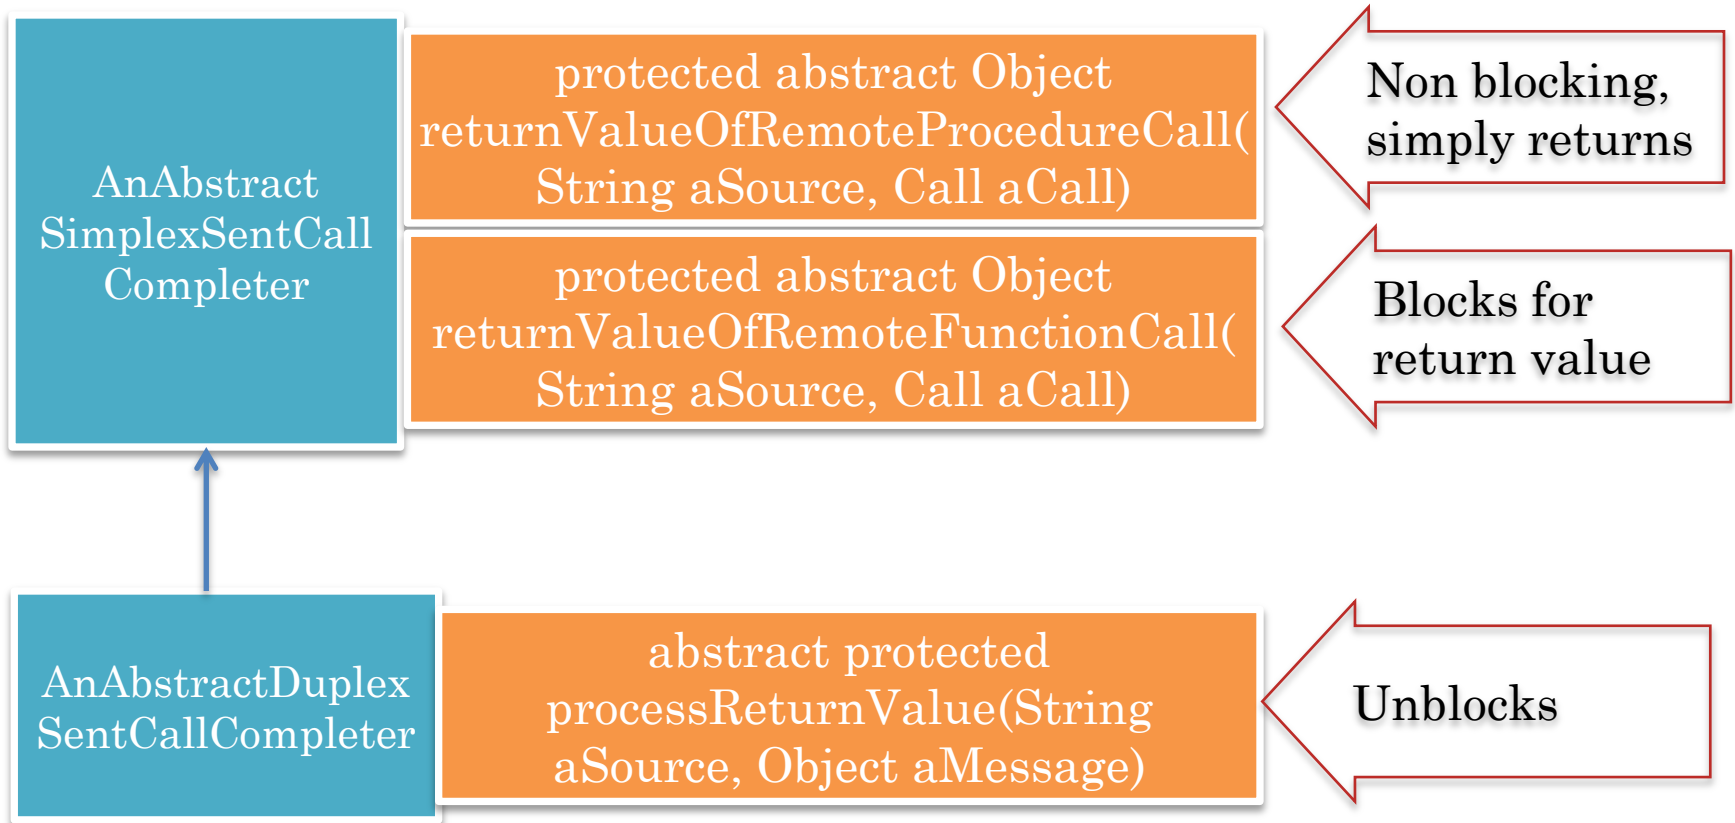 AnAbstract
SimplexSentCall
Completer
protected abstract Object
returnValueOfRemoteProcedureCall(
String aSource, Call aCall)
Non blocking,
simply returns
protected abstract Object
returnValueOfRemoteFunctionCall(
String aSource, Call aCall)
Blocks for
return value
AnAbstractDuplex
SentCallCompleter
abstract protected
processReturnValue(String
aSource, Object aMessage)
Unblocks